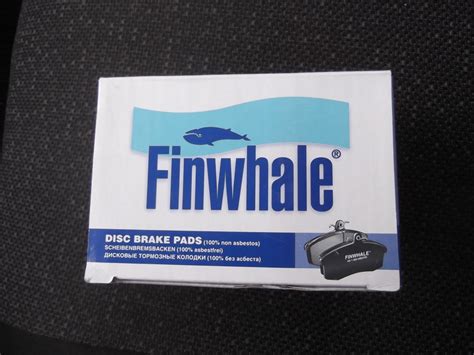 Finwhale®
DISC BRAKE PADS (100% non asbestos)
SCHEIBENBREMSBACKEN (100% asbestfrei)
ДИСКОВЫЕ ТОРМОЗНЫЕ КОЛОДКИ (100% без асбеста)
FINWHALE